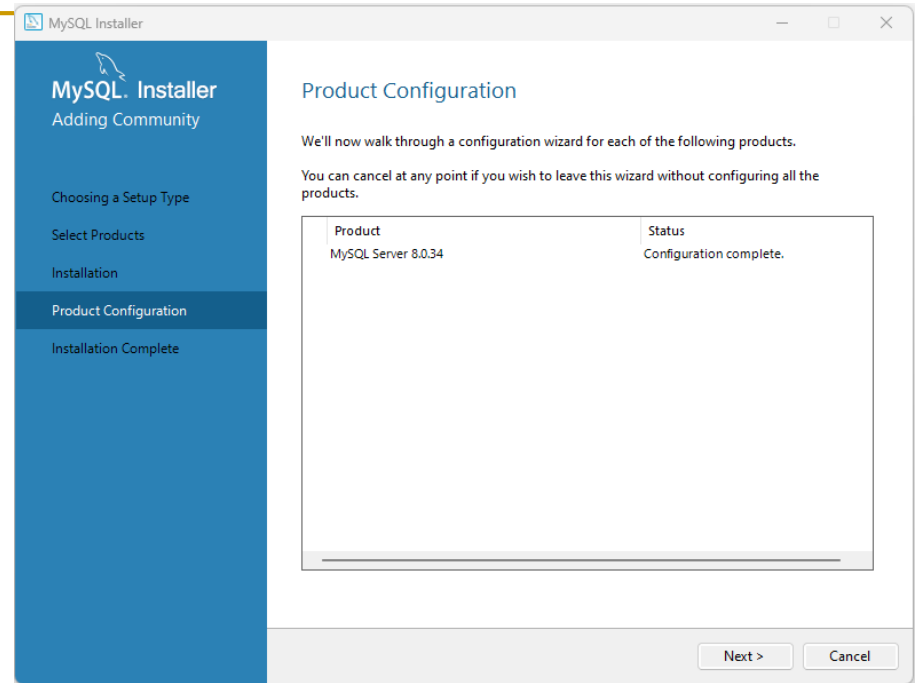 MySQL Installer
MySQL. Installer
Adding Community
Choosing a Setup Type
Select Products
Installation
Product Configuration
Installation Complete
Product Configuration
We'll now walk through a configuration wizard for each of the following products.
You can cancel at any point if you wish to leave this wizard without configuring all the
products.
Product Status
MySQL Server 8.0.34 Configuration complete.
Next > Cancel